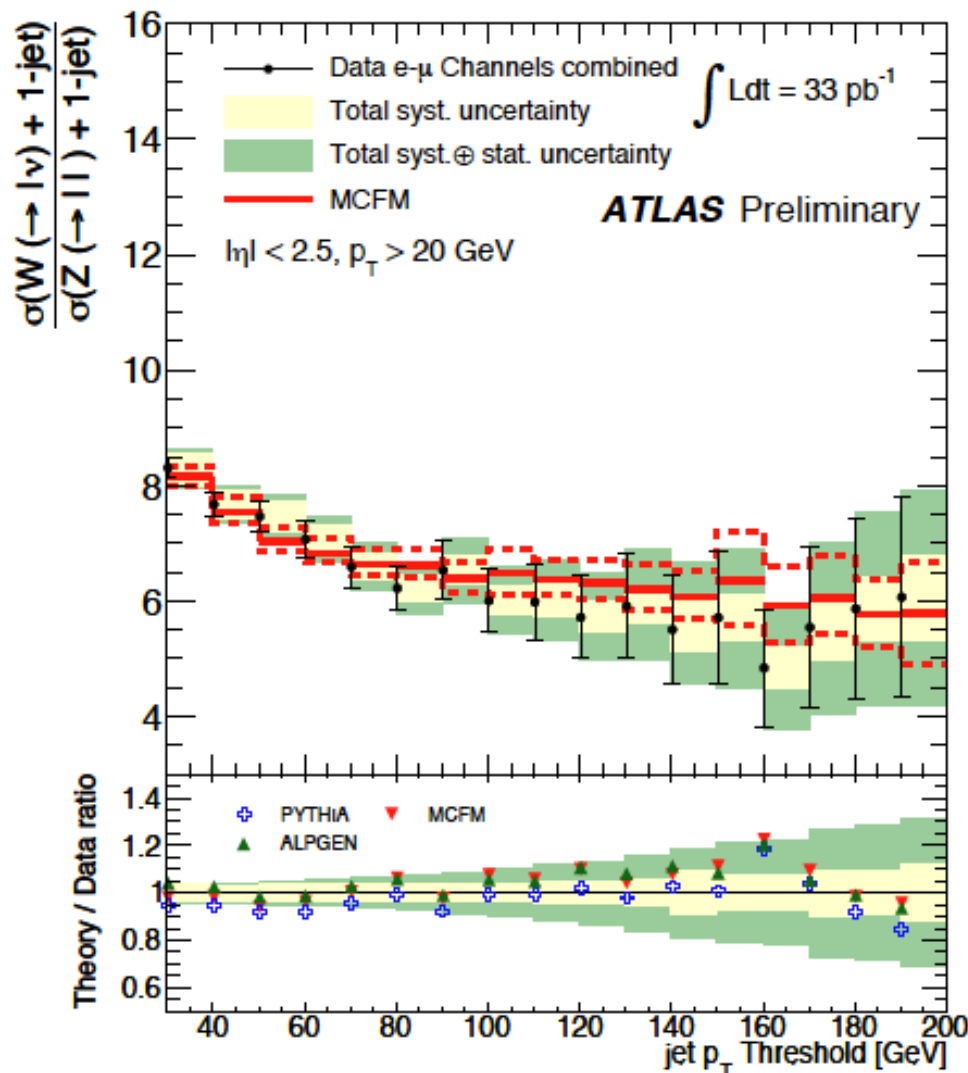 σ(W (→ lν) + 1-jet)
σ(Z (→ l l ) + 1-jet)
16
14
12
10
8
6
4
Data e-μ Channels combined
Total syst. uncertainty
Total syst.⊕ stat. uncertainty
MCFM
∫ Ldt = 33 pb⁻¹
ATLAS Preliminary
|η| < 2.5, p_T > 20 GeV
Theory / Data ratio
1.4
1.2
1
0.8
0.6
PYTHiA
MCFM
ALPGEN
40 60 80 100 120 140 160 180 200
jet p_T Threshold [GeV]